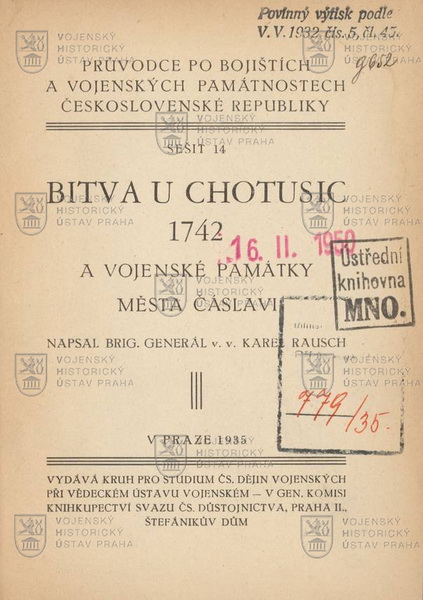 Povinný výtisk podle
V. V. 1932, čís. 5, čl. 45.
9652
PRŮVODCE PO BOJIŠTÍCH
A VOJENSKÝCH PAMÁTNOSTECH
ČESKOSLOVENSKÉ REPUBLIKY
SEŠIT 14
BITVA U CHOTUSIC
1742
16. II. 1950
A VOJENSKÉ PAMÁTKY
MĚSTA ČÁSLAVI
Ústřední
knihovna
MNO.
NAPSAL BRIG. GENERÁL v. v. KAREL RAUSCH
779/35.
V PRAZE 1935
VYDÁVÁ KRUH PRO STUDIUM ČS. DĚJIN VOJENSKÝCH
PŘI VĚDECKÉM ÚSTAVU VOJENSKÉM — V GEN. KOMISI
KNIHKUPECTVÍ SVAZU ČS. DŮSTOJNICTVA, PRAHA II.,
ŠTEFÁNIKŮV DŮM
VOJENSKÝ
HISTORICKÝ
ÚSTAV PRAHA